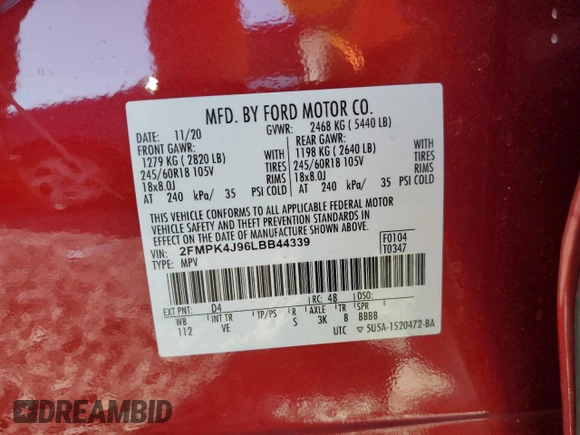 MFD. BY FORD MOTOR CO.
DATE: 11/20 GVWR: 2468 KG ( 5440 LB)
FRONT GAWR: REAR GAWR:
1279 KG ( 2820 LB) WITH 1198 KG ( 2640 LB) WITH
245/60R18 105V TIRES 245/60R18 105V TIRES
18x8.0J RIMS 18x8.0J RIMS
AT 240 kPa/ 35 PSI COLD AT 240 kPa/ 35 PSI COLD
THIS VEHICLE CONFORMS TO ALL APPLICABLE FEDERAL MOTOR
VEHICLE SAFETY AND THEFT PREVENTION STANDARDS IN
EFFECT ON THE DATE OF MANUFACTURE SHOWN ABOVE.
VIN: 2FMPK4J96LBB44339 F0104
TYPE: MPV T0347
EXT PNT: D4 RC: 48 DSO:
WB INT TR TP/PS R AXLE TR SPR
112 VE S 3K B BBBB
UTC ▽ 5U5A-1520472-BA
DREAMBID